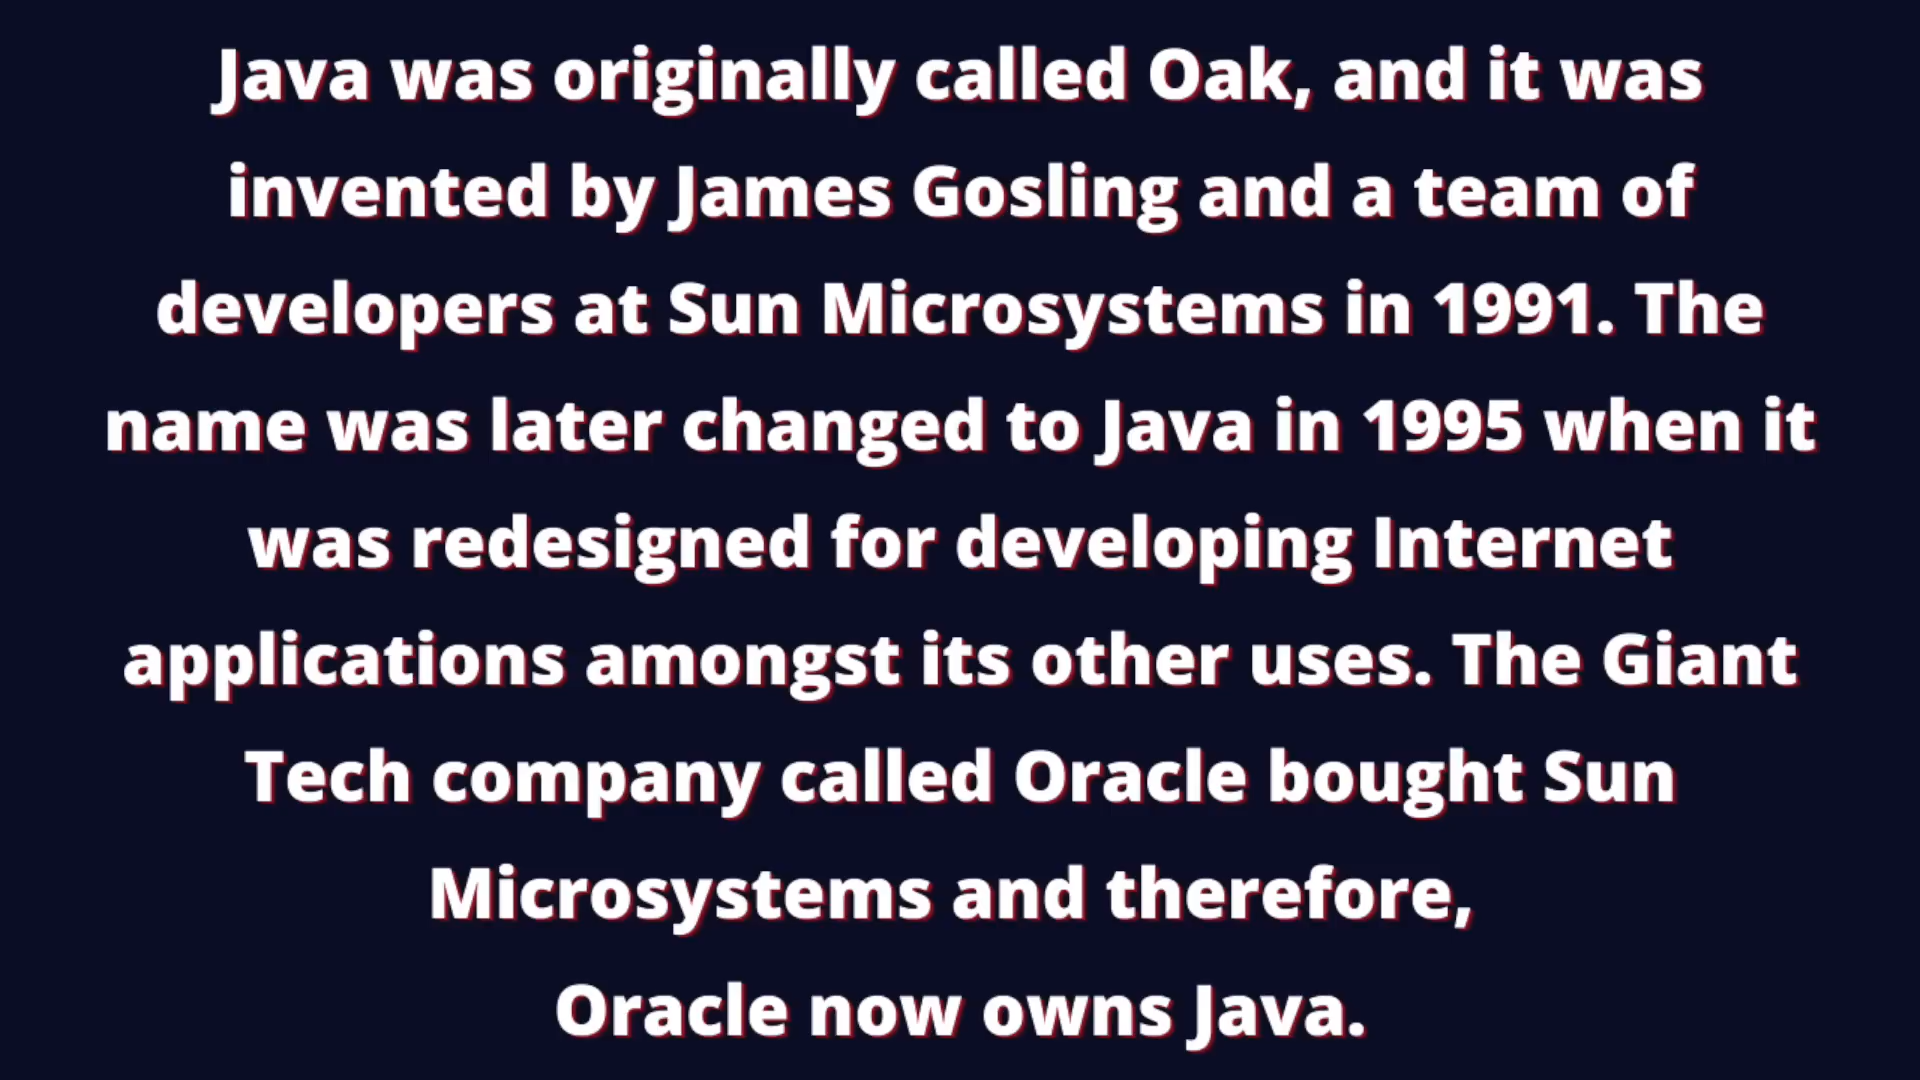 Java was originally called Oak, and it was
invented by James Gosling and a team of
developers at Sun Microsystems in 1991. The
name was later changed to Java in 1995 when it
was redesigned for developing Internet
applications amongst its other uses. The Giant
Tech company called Oracle bought Sun
Microsystems and therefore,
Oracle now owns Java.